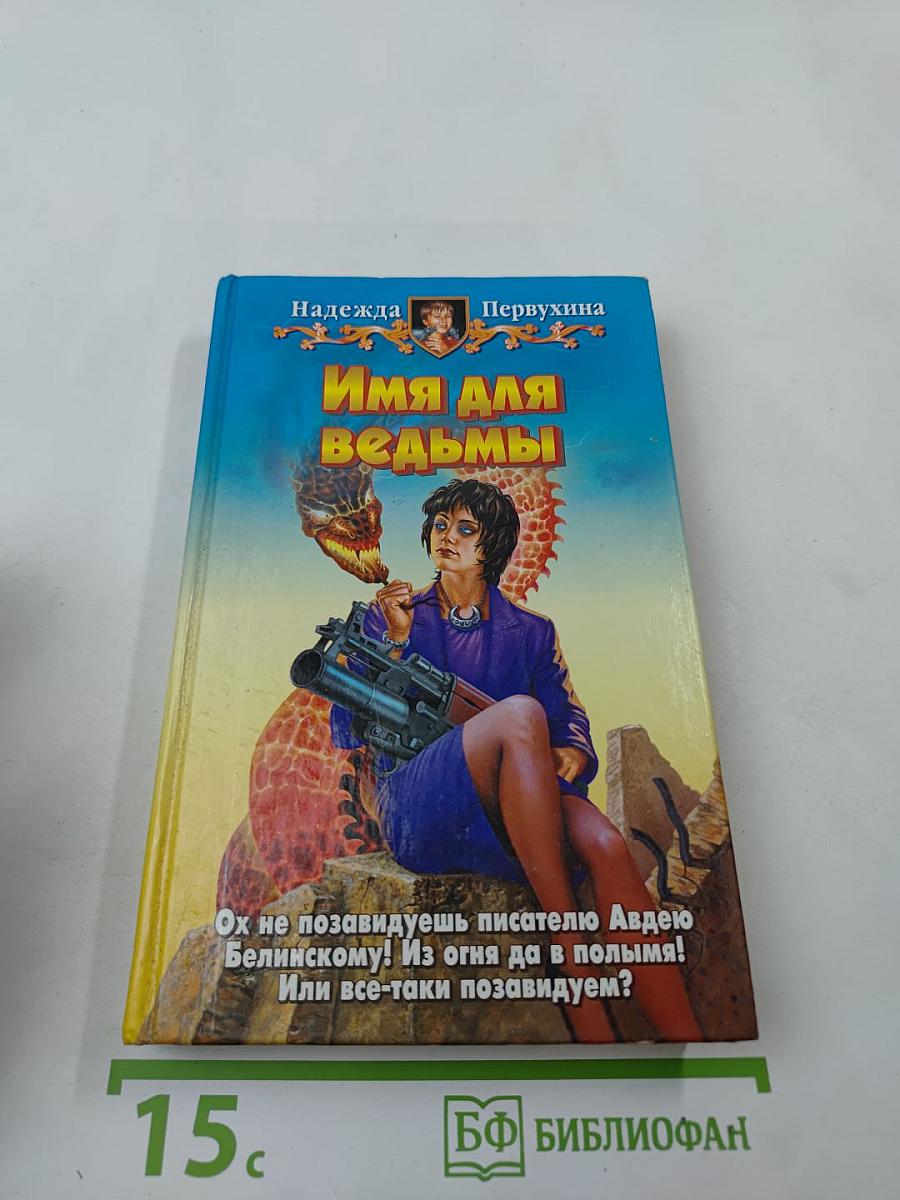 Надежда Первухина
Имя для
ведьмы
Ох не позавидуешь писателю Авдею
Белинскому! Из огня да в полымя!
Или все-таки позавидуем?
15 с
БФ БИБЛИОФАН